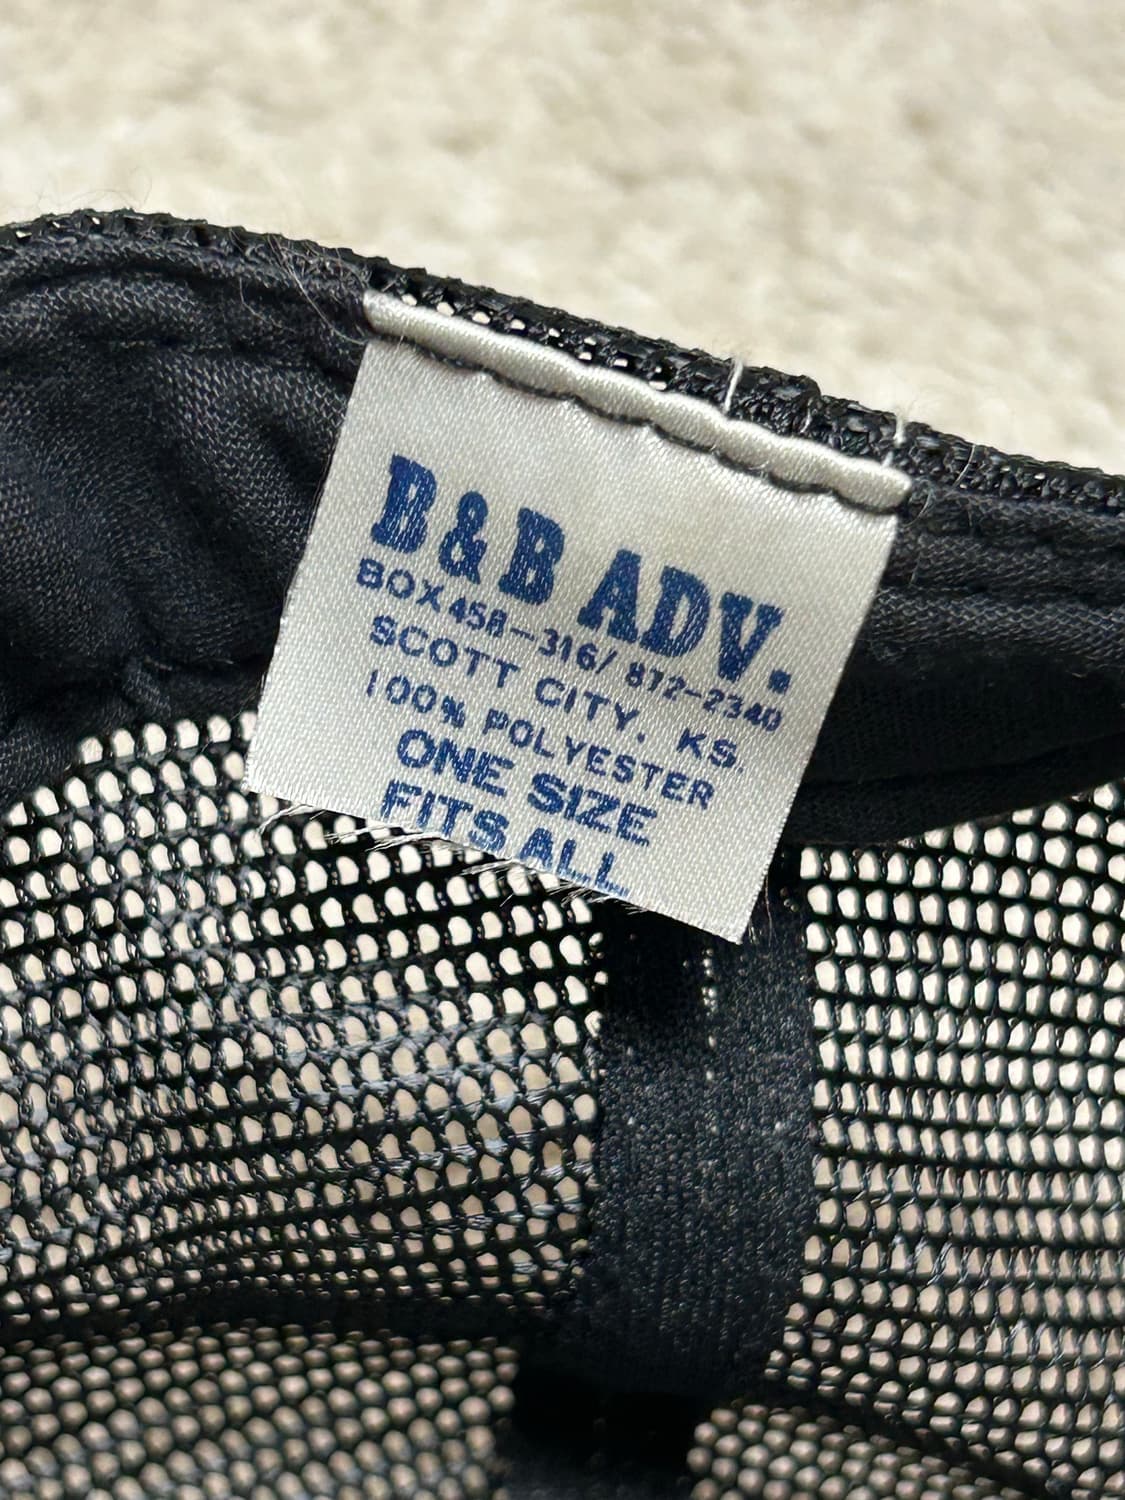 B&B ADV.
BOX 458-316/872-2340
SCOTT CITY, KS.
100% POLYESTER
ONE SIZE
FITS ALL